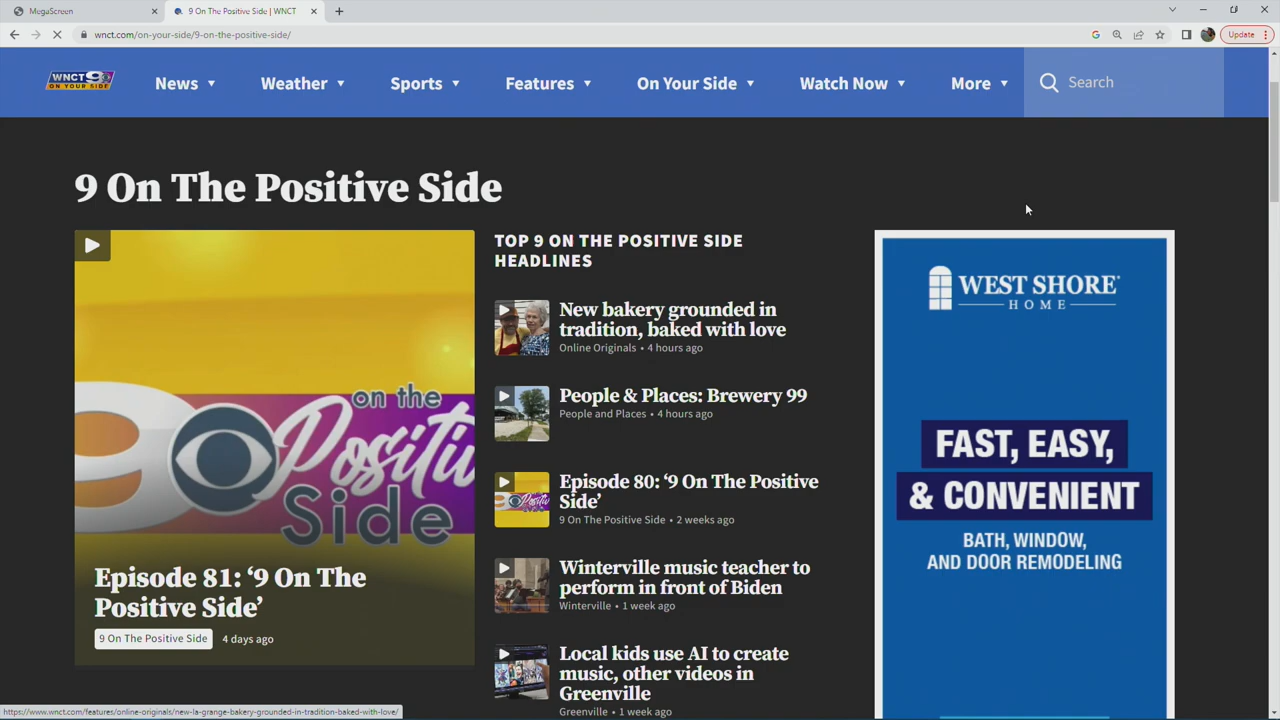 MegaScreen
9 On The Positive Side | WNCT
wnct.com/on-your-side/9-on-the-positive-side/
Update
WNCT 9
ON YOUR SIDE
News
Weather
Sports
Features
On Your Side
Watch Now
More
Search
9 On The Positive Side
9 on the
Positiv
Side
Episode 81: ‘9 On The
Positive Side’
9 On The Positive Side
4 days ago
TOP 9 ON THE POSITIVE SIDE
HEADLINES
New bakery grounded in
tradition, baked with love
Online Originals • 4 hours ago
People & Places: Brewery 99
People and Places • 4 hours ago
Episode 80: ‘9 On The Positive
Side’
9 On The Positive Side • 2 weeks ago
Winterville music teacher to
perform in front of Biden
Winterville • 1 week ago
Local kids use AI to create
music, other videos in
Greenville
Greenville • 1 week ago
WEST SHORE
HOME
FAST, EASY,
& CONVENIENT
BATH, WINDOW,
AND DOOR REMODELING
https://www.wnct.com/features/online-originals/new-la-grange-bakery-grounded-in-tradition-baked-with-love/